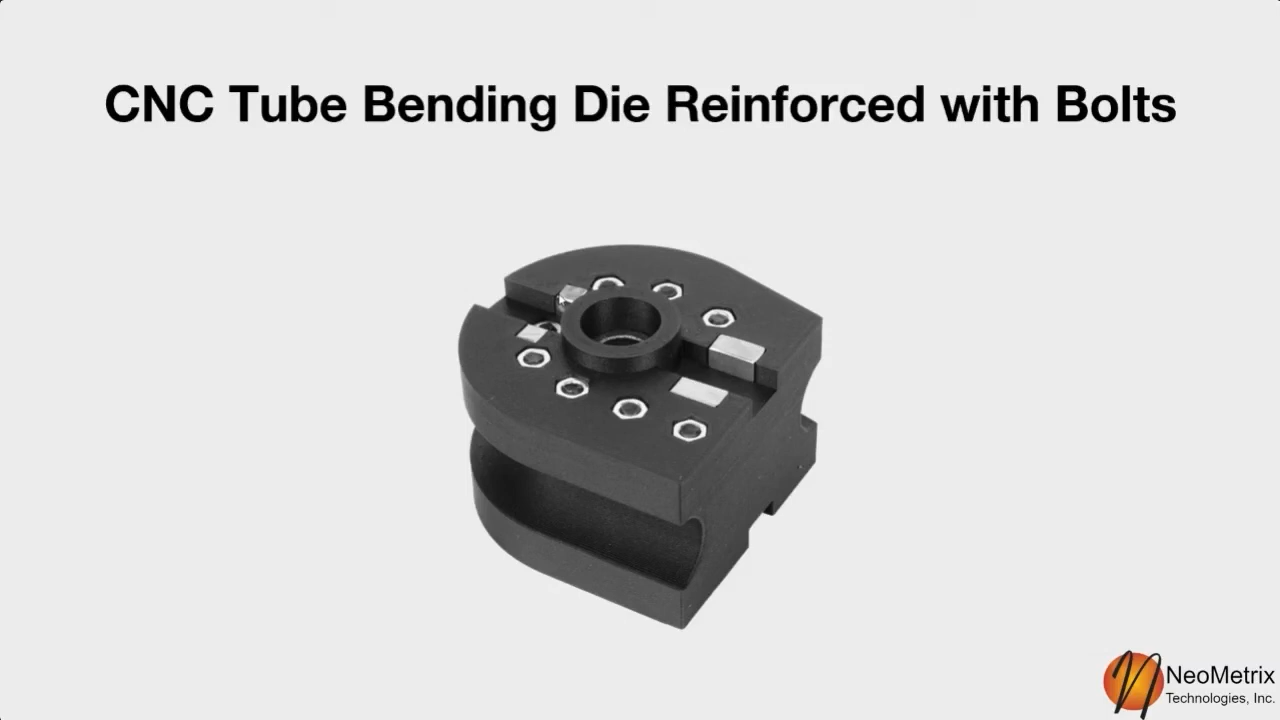 CNC Tube Bending Die Reinforced with Bolts
NeoMetrix
Technologies, Inc.